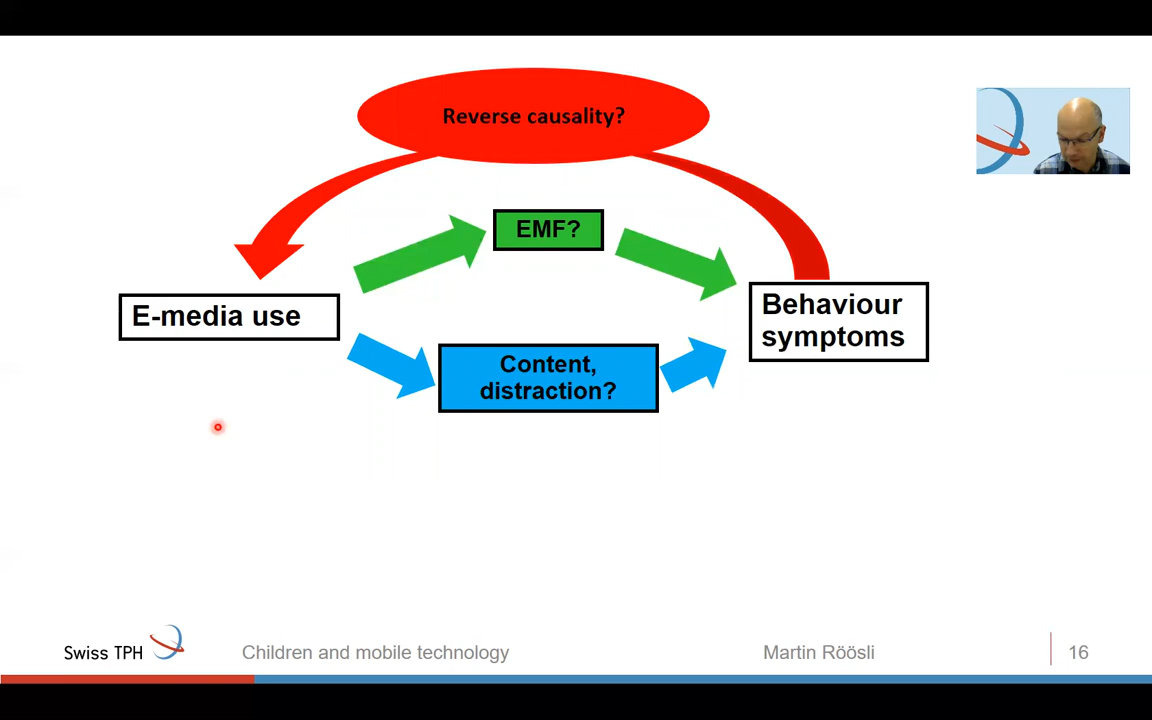 Reverse causality?
EMF?
E-media use
Behaviour
symptoms
Content,
distraction?
Swiss TPH
Children and mobile technology
Martin Röösli
16